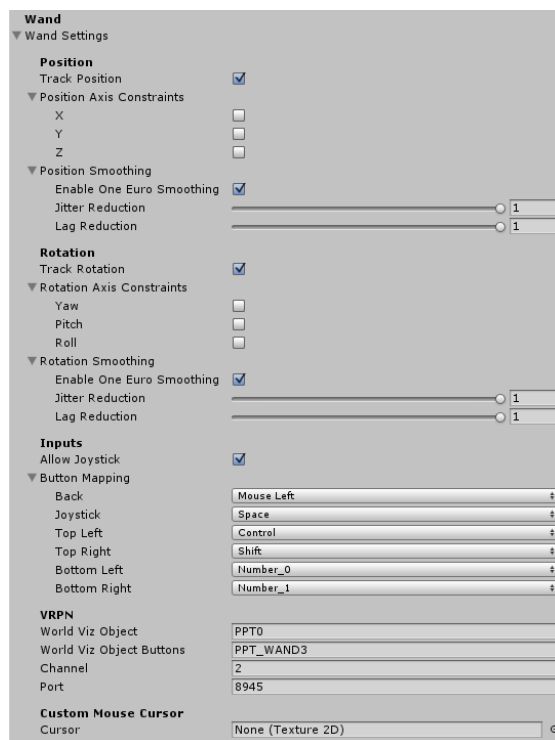 Wand
Wand Settings
Position
Track Position
Position Axis Constraints
X
Y
Z
Position Smoothing
Enable One Euro Smoothing
Jitter Reduction 1
Lag Reduction 1
Rotation
Track Rotation
Rotation Axis Constraints
Yaw
Pitch
Roll
Rotation Smoothing
Enable One Euro Smoothing
Jitter Reduction 1
Lag Reduction 1
Inputs
Allow Joystick
Button Mapping
Back Mouse Left
Joystick Space
Top Left Control
Top Right Shift
Bottom Left Number_0
Bottom Right Number_1
VRPN
World Viz Object PPT0
World Viz Object Buttons PPT_WAND3
Channel 2
Port 8945
Custom Mouse Cursor
Cursor None (Texture 2D)